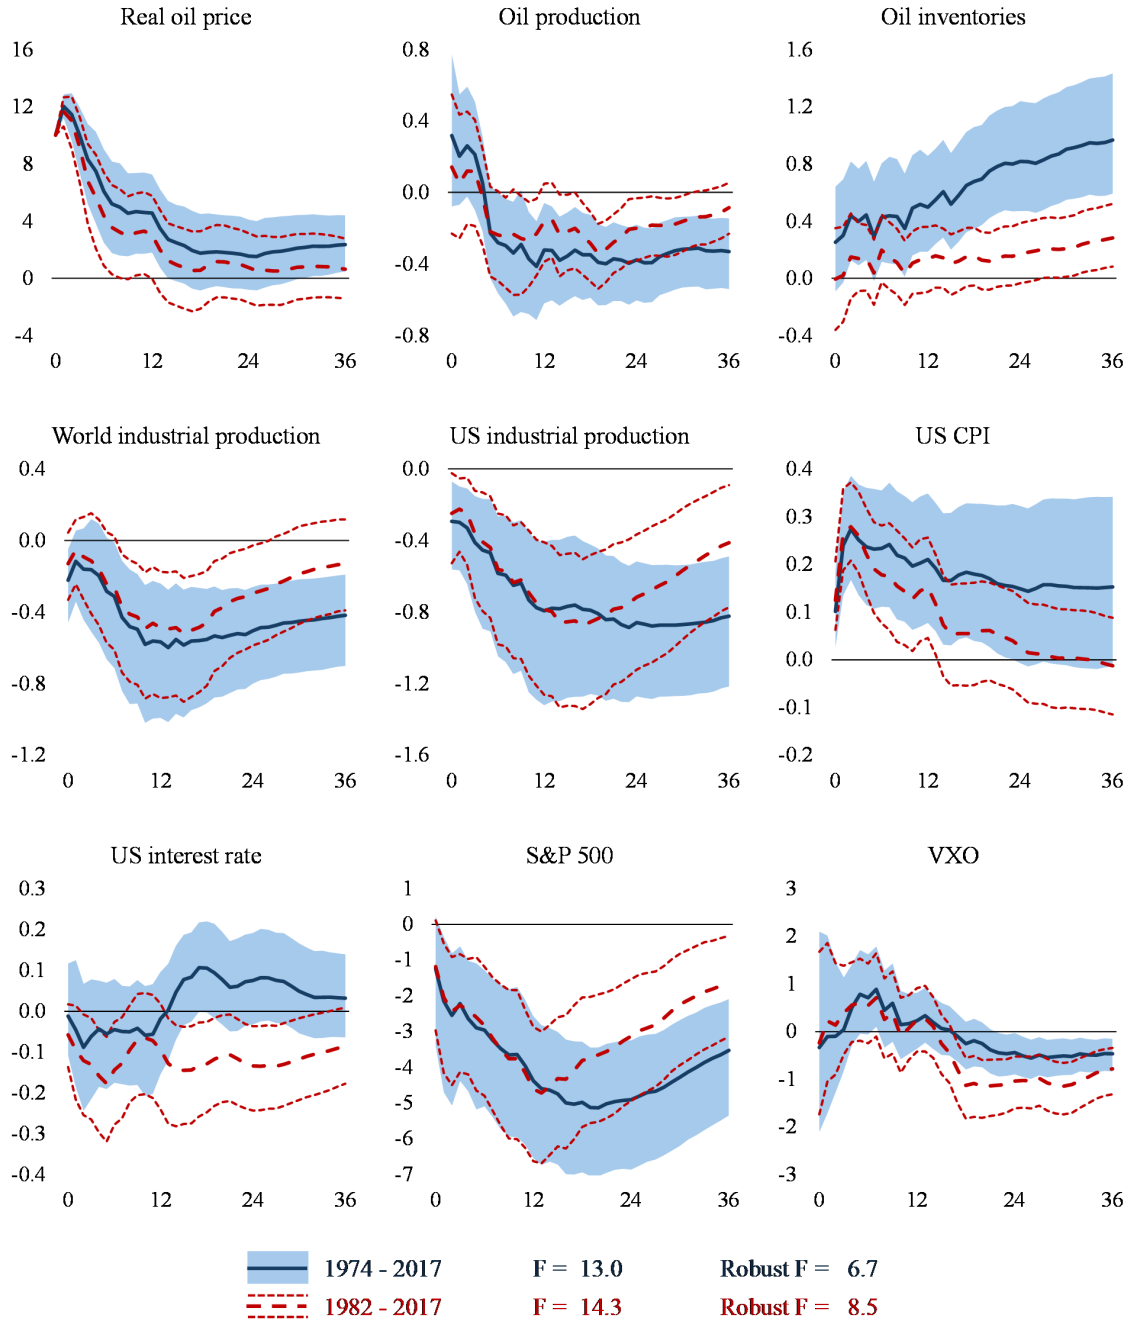 Real oil price
Oil production
Oil inventories
16
12
8
4
0
-4
0 12 24 36
0.8
0.4
0.0
-0.4
-0.8
0 12 24 36
1.6
1.2
0.8
0.4
0.0
-0.4
0 12 24 36
World industrial production
US industrial production
US CPI
0.4
0.0
-0.4
-0.8
-1.2
0 12 24 36
0.0
-0.4
-0.8
-1.2
-1.6
0 12 24 36
0.4
0.3
0.2
0.1
0.0
-0.1
-0.2
0 12 24 36
US interest rate
S&P 500
VXO
0.3
0.2
0.1
0.0
-0.1
-0.2
-0.3
-0.4
0 12 24 36
1
0
-1
-2
-3
-4
-5
-6
-7
0 12 24 36
3
2
1
0
-1
-2
-3
0 12 24 36
1974 - 2017 F = 13.0 Robust F = 6.7
1982 - 2017 F = 14.3 Robust F = 8.5